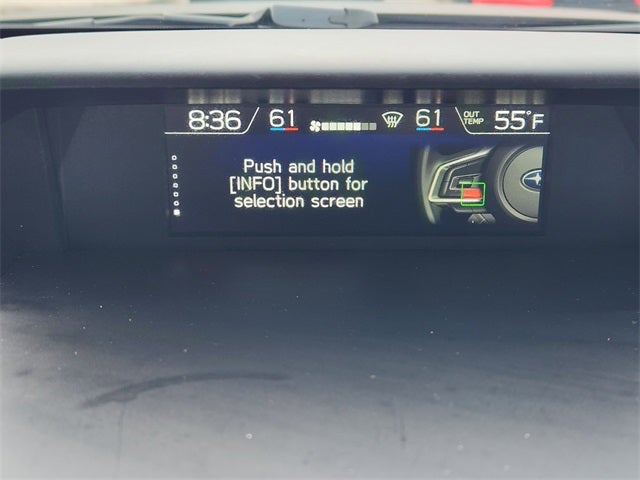 8:36 61 61 OUT TEMP 55°F
Push and hold
[INFO] button for
selection screen